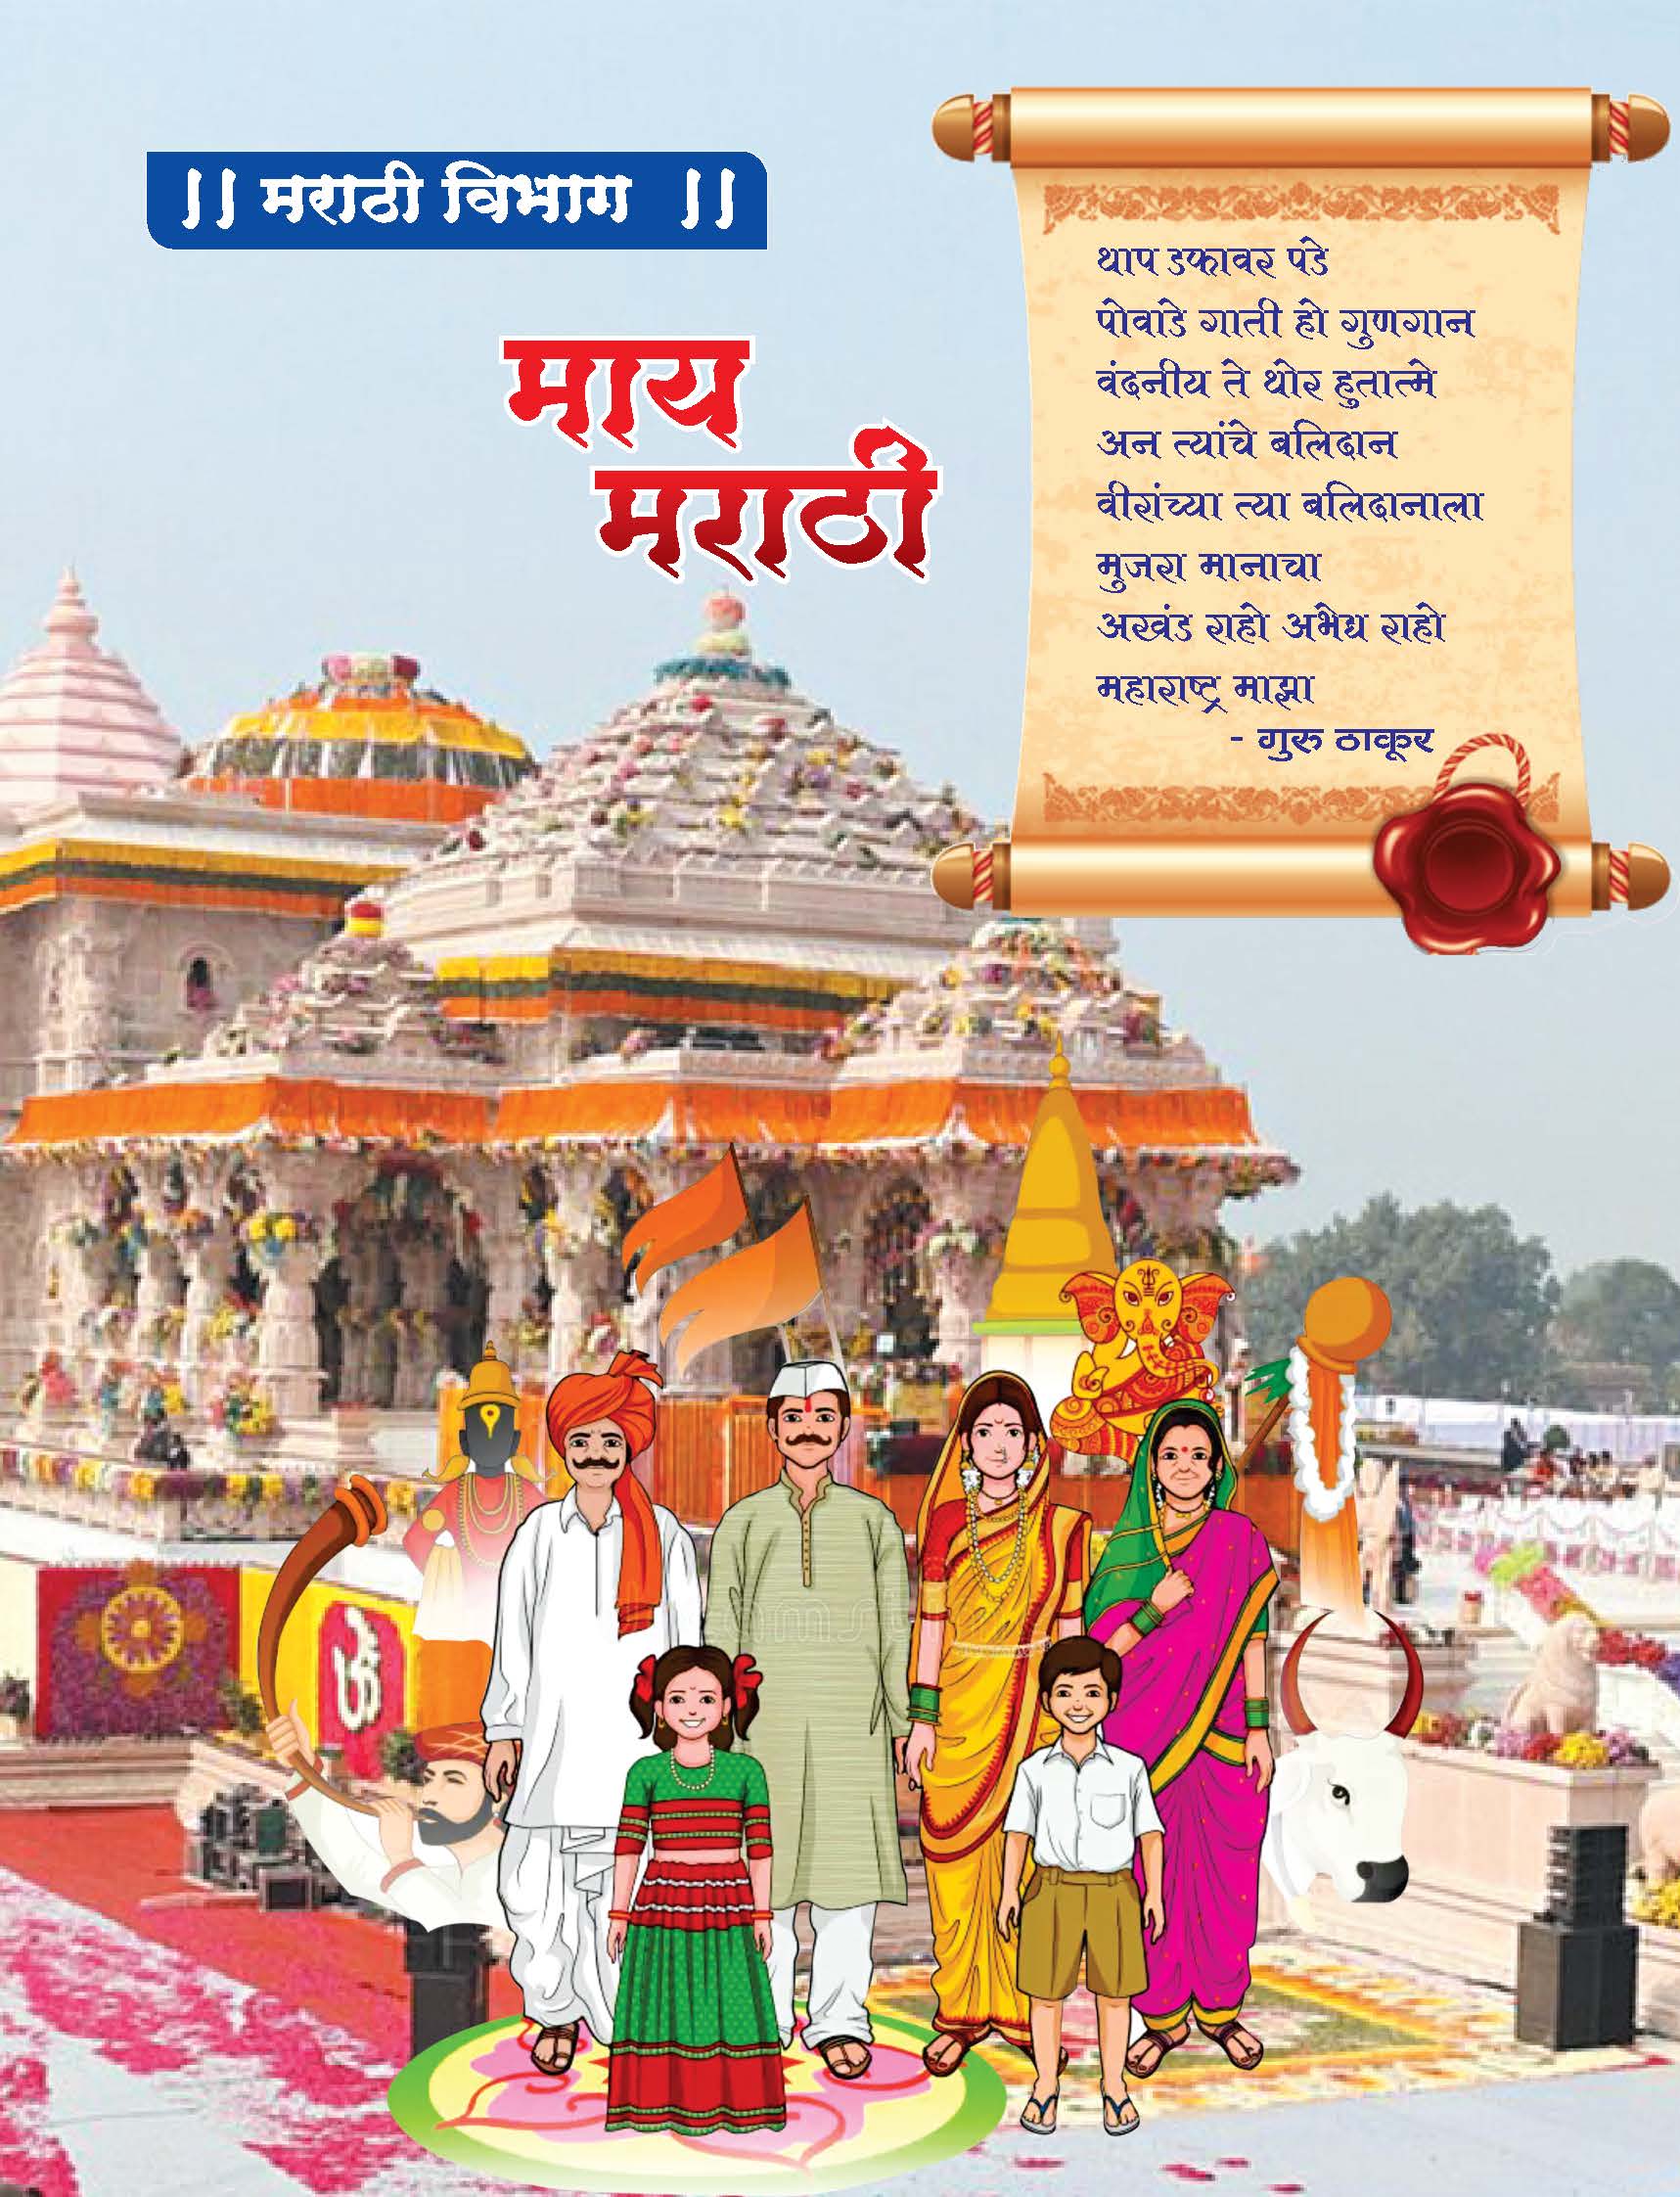 || मराठी विभाग ||
माय
मराठी
थाप डफावर पडे
पोवाडे गाती हो गुणगान
वंदनीय ते थोर हुतात्मे
अन त्यांचे बलिदान
वीरांच्या त्या बलिदानाला
मुजरा मानाचा
अखंड राहो अभेद्य राहो
महाराष्ट्र माझा
- गुरु ठाकूर
ॐ